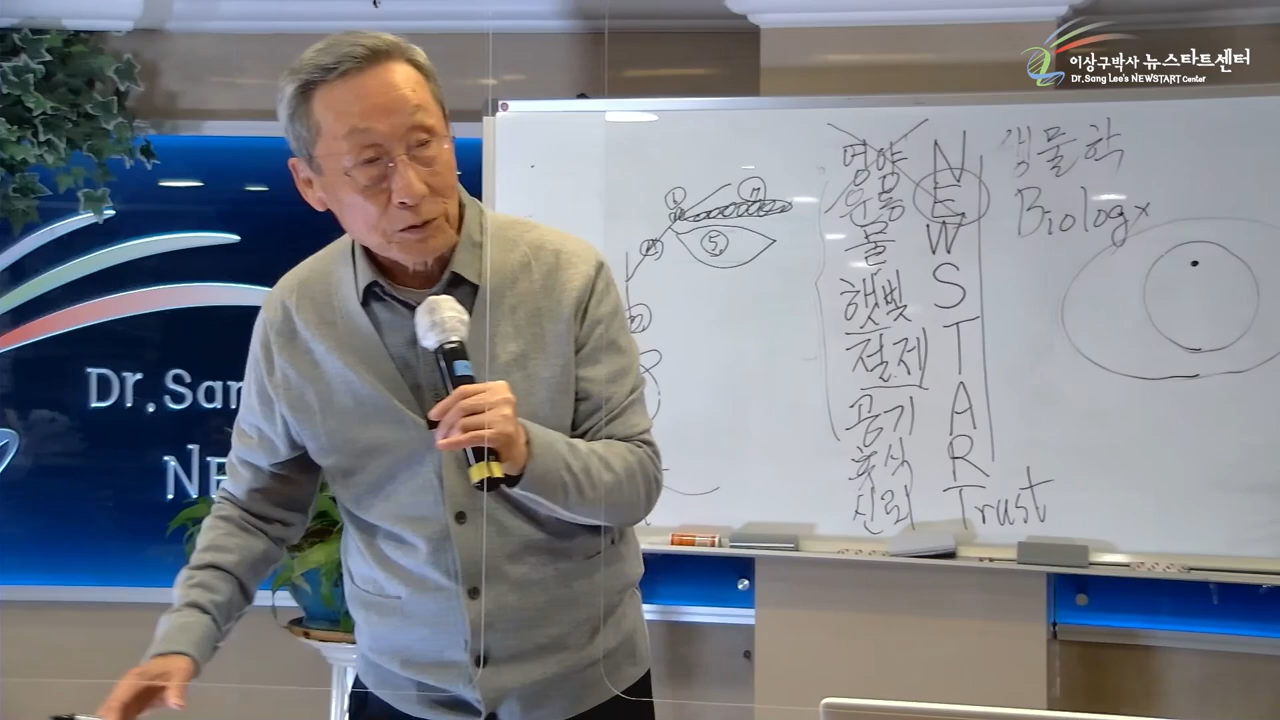 이상구박사 뉴스타트센터
Dr. Sang Lee's NEWSTART Center
Dr. San
NE
영양 N
운동 E
물 W
햇빛 S
절제 T
공기 A
휴식 R
신뢰 Trust
생물학
Biology
5